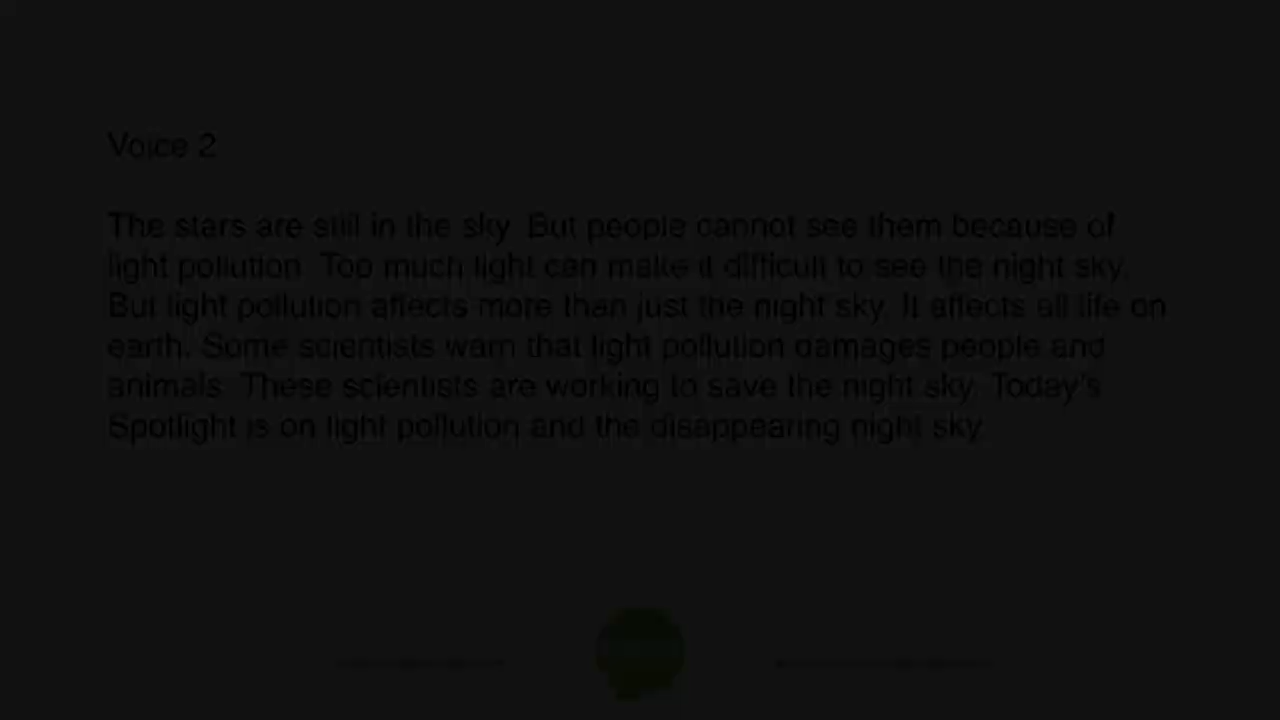 Voice 2
The stars are still in the sky. But people cannot see them because of
light pollution. Too much light can make it difficult to see the night sky.
But light pollution affects more than just the night sky. It affects all life on
earth. Some scientists warn that light pollution damages people and
animals. These scientists are working to save the night sky. Today's
Spotlight is on light pollution and the disappearing night sky.